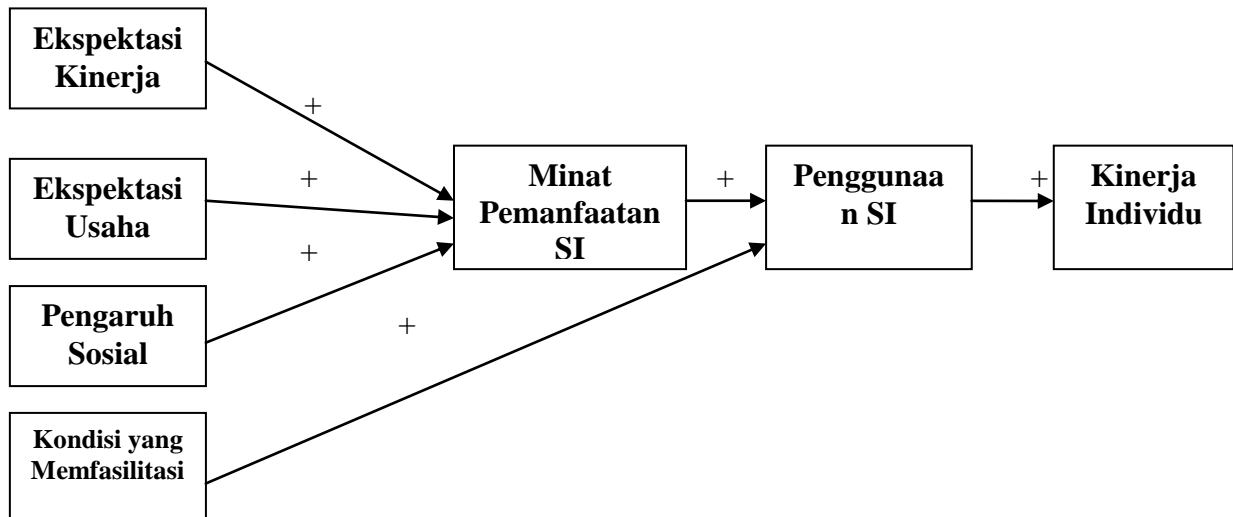 Ekspektasi
Kinerja
+
Ekspektasi
Usaha
+
+
Pengaruh
Sosial
+
Kondisi yang
Memfasilitasi
Minat
Pemanfaatan
SI
+
Penggunaa
n SI
+
Kinerja
Individu